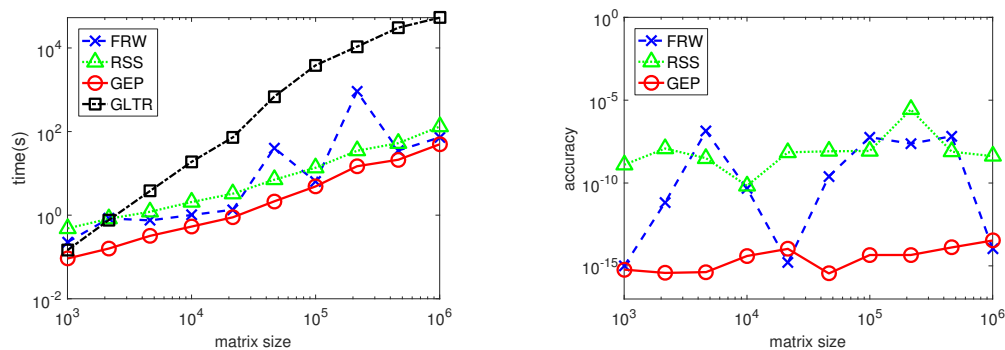 FRW
RSS
GEP
GLTR
time(s)
10^4
10^2
10^0
10^-2
10^3
10^4
10^5
10^6
matrix size
FRW
RSS
GEP
accuracy
10^0
10^-5
10^-10
10^-15
10^3
10^4
10^5
10^6
matrix size